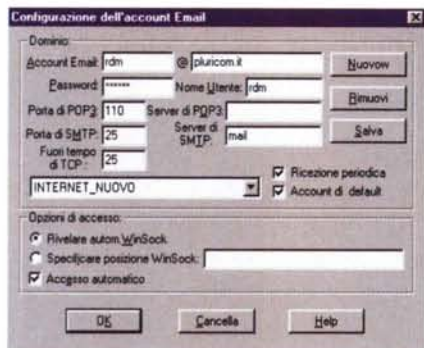 Configurazione dell'account Email
Dominio:
Account Email: rdm @ pluricom.it Nuovow
Password: ****** Nome Utente: rdm Rimuovi
Porta di POP3: 110 Server di POP3:
Porta di SMTP: 25 Server di SMTP: mail Salva
Fuori tempo di TCP.: 25
INTERNET_NUOVO
Ricezione periodica
Account di default
Opzioni di accesso:
Rivelare autom.WinSock
Specificare posizione WinSock:
Accesso automatico
OK Cancella Help